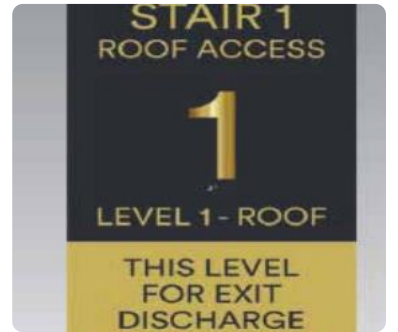 STAIR 1
ROOF ACCESS
1
LEVEL 1 - ROOF
THIS LEVEL
FOR EXIT
DISCHARGE